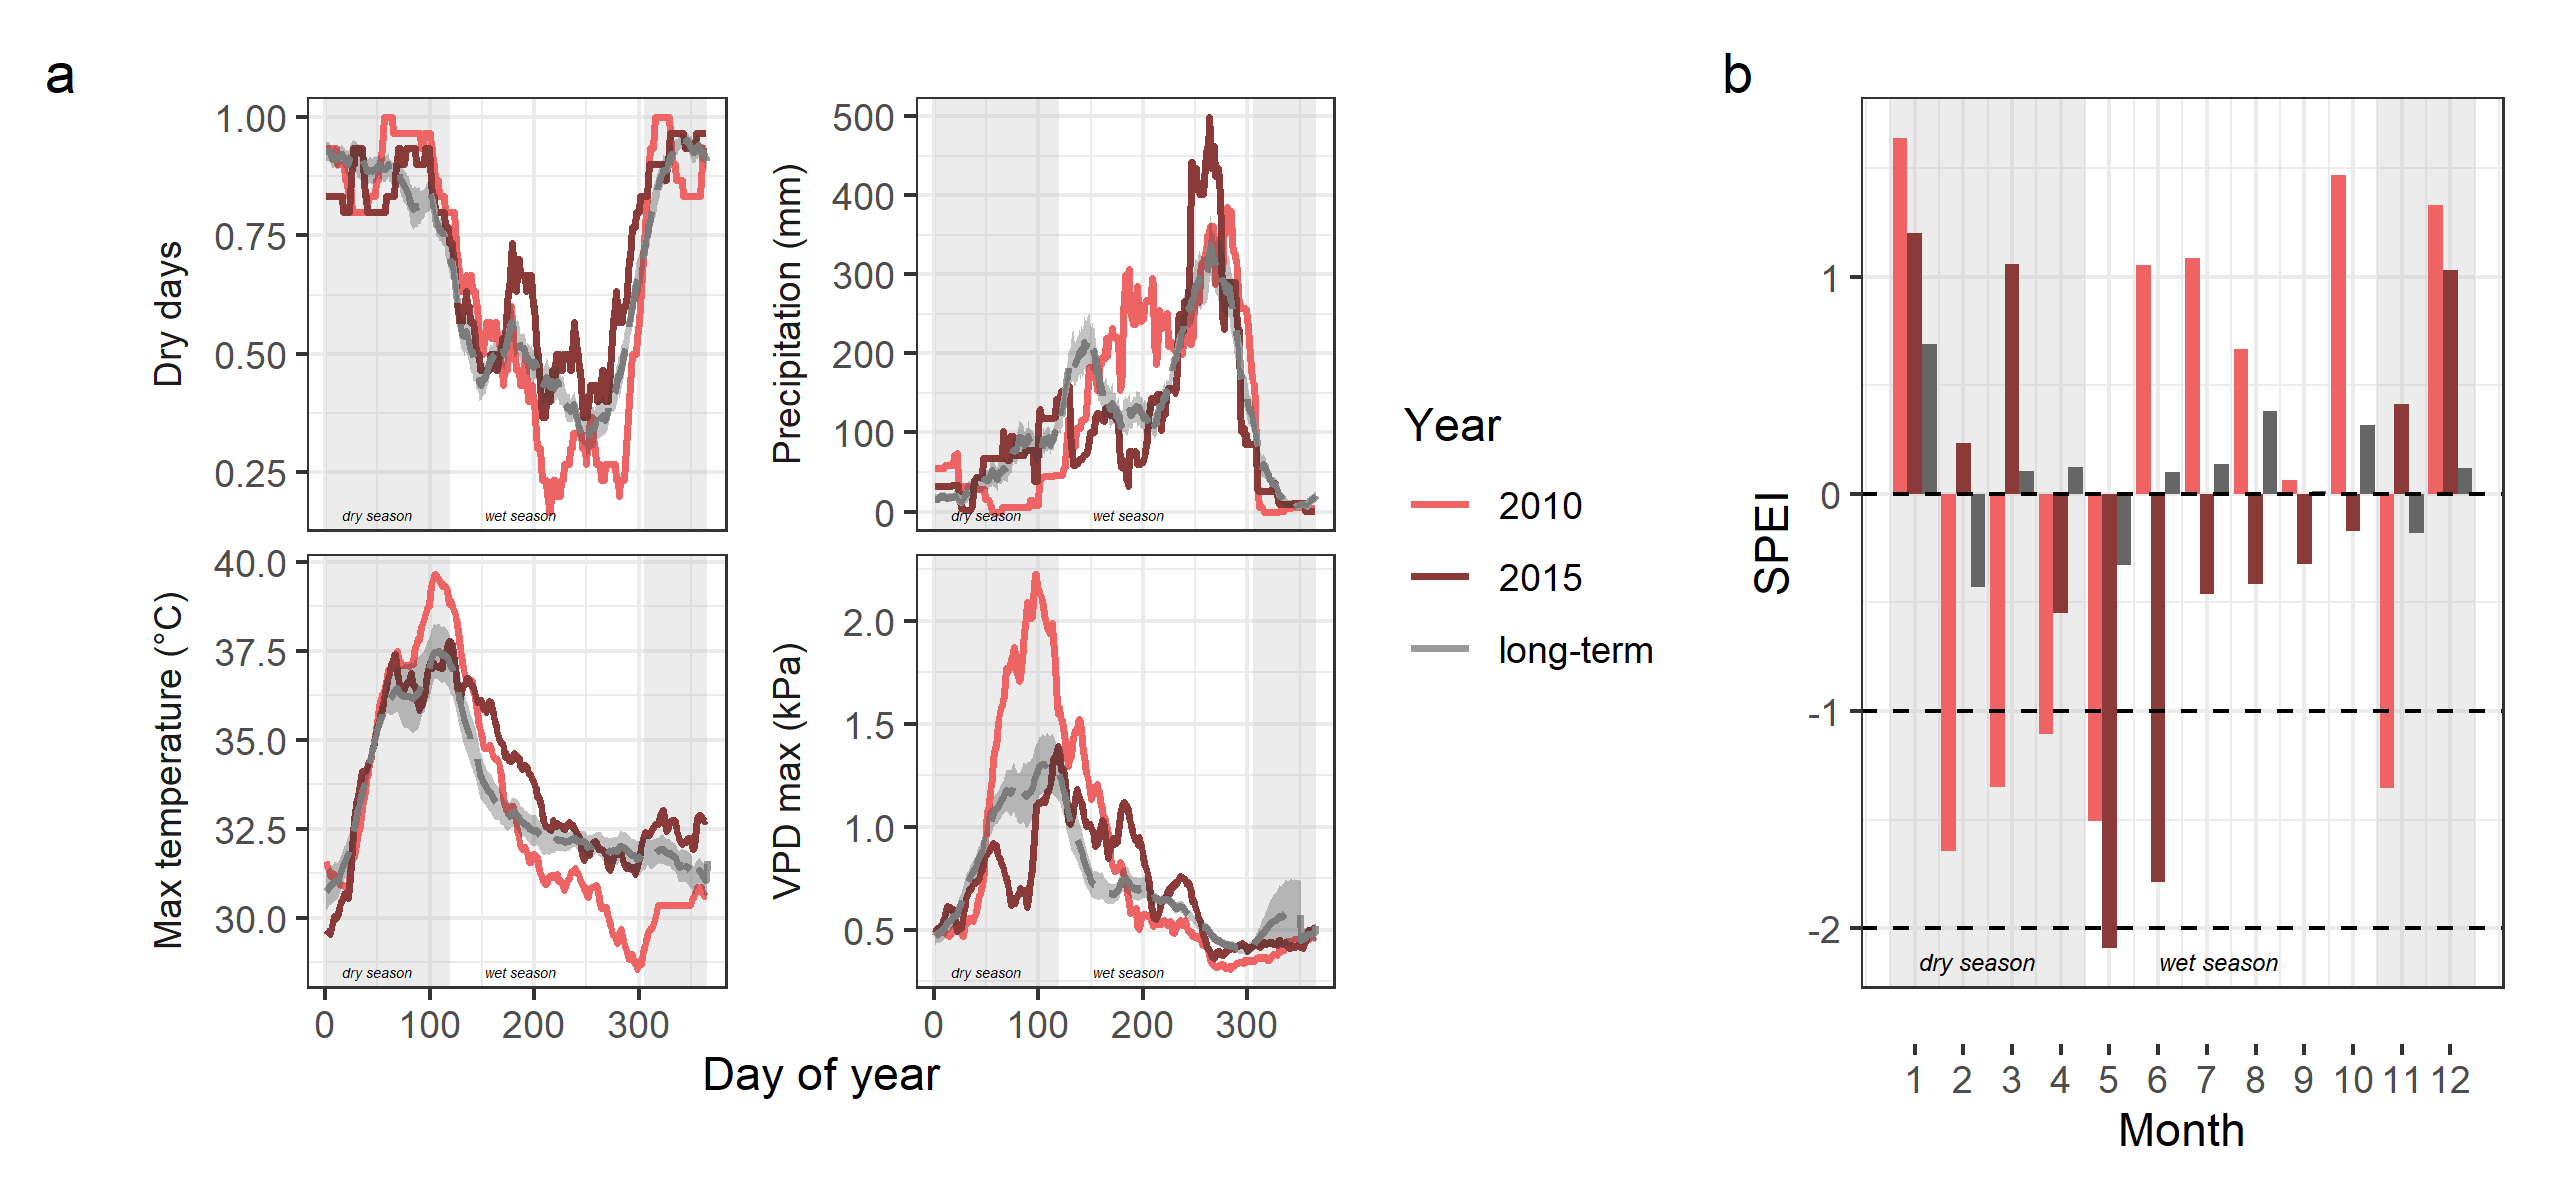 a
b
Dry days
1.00
0.75
0.50
0.25
dry season
wet season
Precipitation (mm)
500
400
300
200
100
0
dry season
wet season
Max temperature (°C)
40.0
37.5
35.0
32.5
30.0
dry season
wet season
0
100
200
300
VPD max (kPa)
2.0
1.5
1.0
0.5
dry season
wet season
0
100
200
300
Day of year
Year
2010
2015
long-term
SPEI
1
0
-1
-2
dry season
wet season
1 2 3 4 5 6 7 8 9 10 11 12
Month